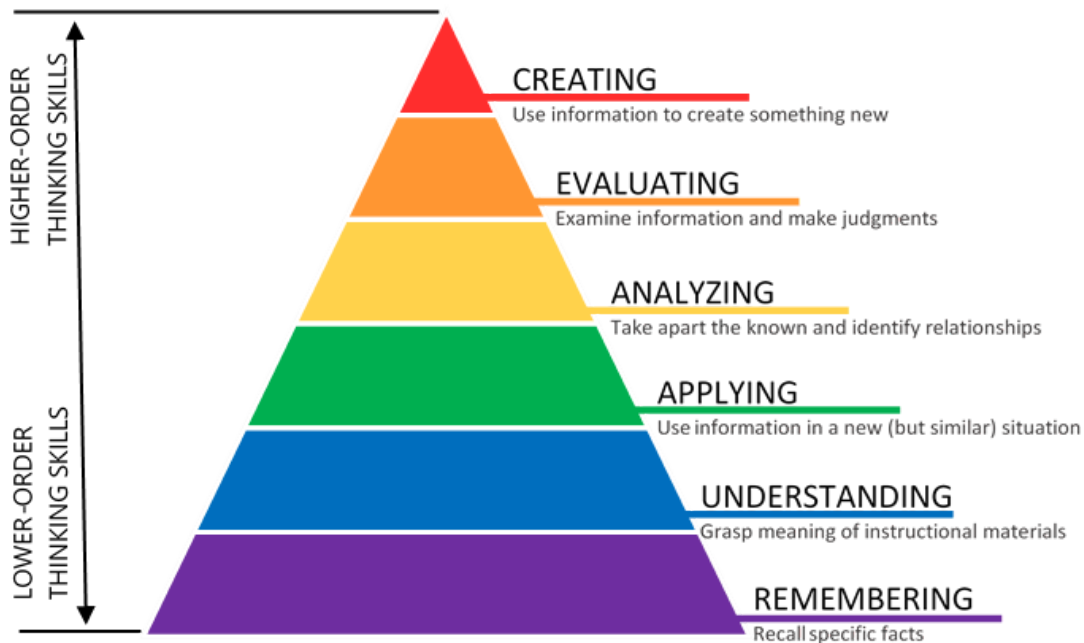 HIGHER-ORDER
THINKING SKILLS
CREATING
Use information to create something new
EVALUATING
Examine information and make judgments
ANALYZING
Take apart the known and identify relationships
APPLYING
Use information in a new (but similar) situation
LOWER-ORDER
THINKING SKILLS
UNDERSTANDING
Grasp meaning of instructional materials
REMEMBERING
Recall specific facts